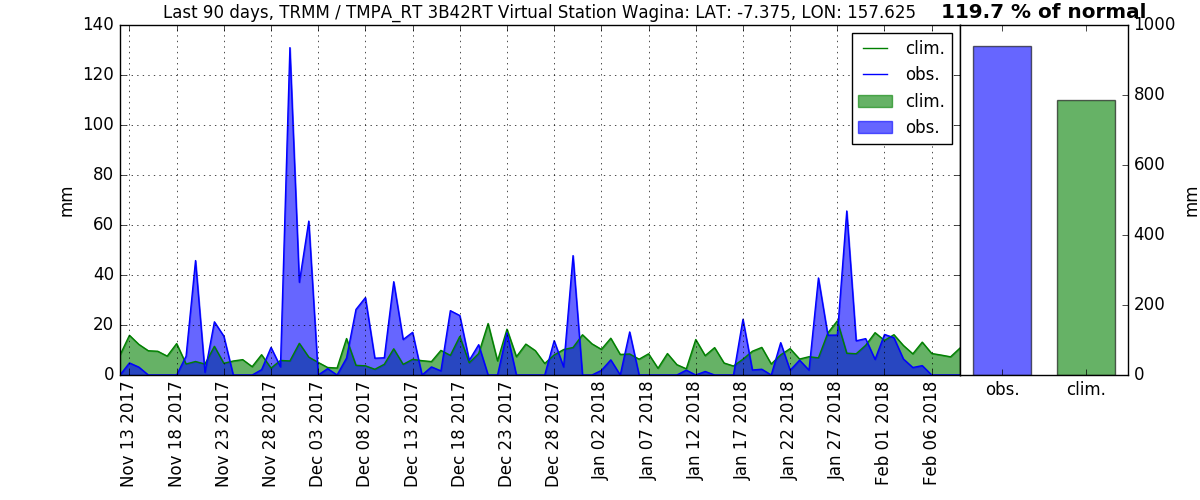 Last 90 days, TRMM / TMPA_RT 3B42RT Virtual Station Wagina: LAT: -7.375, LON: 157.625
119.7 % of normal
mm
140
120
100
80
60
40
20
0
clim.
obs.
clim.
obs.
Nov 13 2017
Nov 18 2017
Nov 23 2017
Nov 28 2017
Dec 03 2017
Dec 08 2017
Dec 13 2017
Dec 18 2017
Dec 23 2017
Dec 28 2017
Jan 02 2018
Jan 07 2018
Jan 12 2018
Jan 17 2018
Jan 22 2018
Jan 27 2018
Feb 01 2018
Feb 06 2018
1000
800
600
400
200
0
mm
obs.
clim.